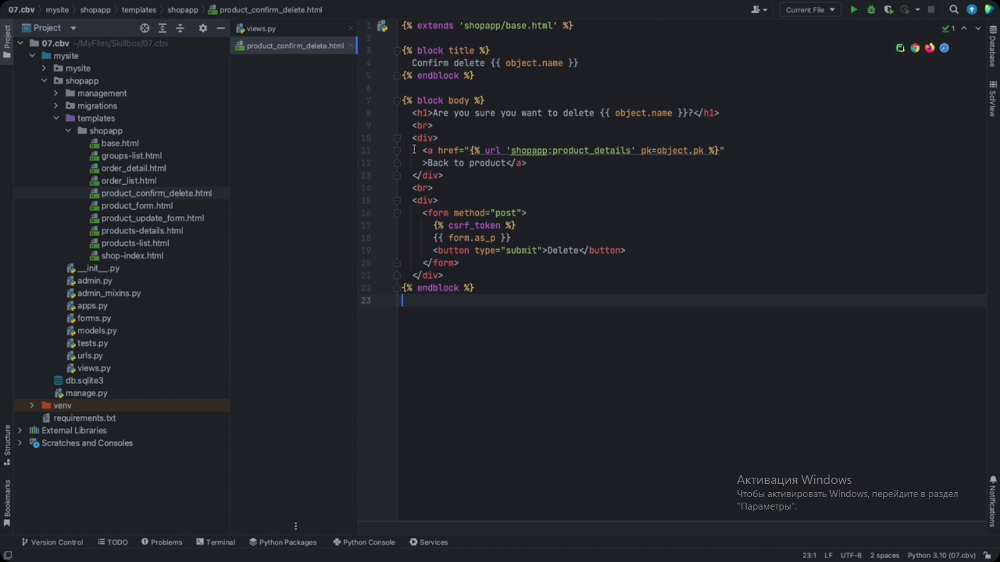 07.cbv mysite shopapp templates shopapp product_confirm_delete.html
Current File
Project
views.py
product_confirm_delete.html
Project
Structure
Bookmarks
07.cbv ~/MyFiles/Skillbox/07.cbv
mysite
mysite
shopapp
management
migrations
templates
shopapp
base.html
groups-list.html
order_detail.html
order_list.html
product_confirm_delete.html
product_form.html
product_update_form.html
products-details.html
products-list.html
shop-index.html
__init__.py
admin.py
admin_mixins.py
apps.py
forms.py
models.py
tests.py
urls.py
views.py
db.sqlite3
manage.py
venv
requirements.txt
External Libraries
Scratches and Consoles
1 {% extends 'shopapp/base.html' %}
2
3 {% block title %}
4 Confirm delete {{ object.name }}
5 {% endblock %}
6
7 {% block body %}
8 <h1>Are you sure you want to delete {{ object.name }}?</h1>
9 <br>
10 <div>
11 <a href="{% url 'shopapp:product_details' pk=object.pk %}"
12 >Back to product</a>
13 </div>
14 <br>
15 <div>
16 <form method="post">
17 {% csrf_token %}
18 {{ form.as_p }}
19 <button type="submit">Delete</button>
20 </form>
21 </div>
22 {% endblock %}
23
1
Database
SciView
Notifications
Активация Windows
Чтобы активировать Windows, перейдите в раздел
"Параметры".
Version Control TODO Problems Terminal Python Packages Python Console Services
23:1 LF UTF-8 2 spaces Python 3.10 (07.cbv)